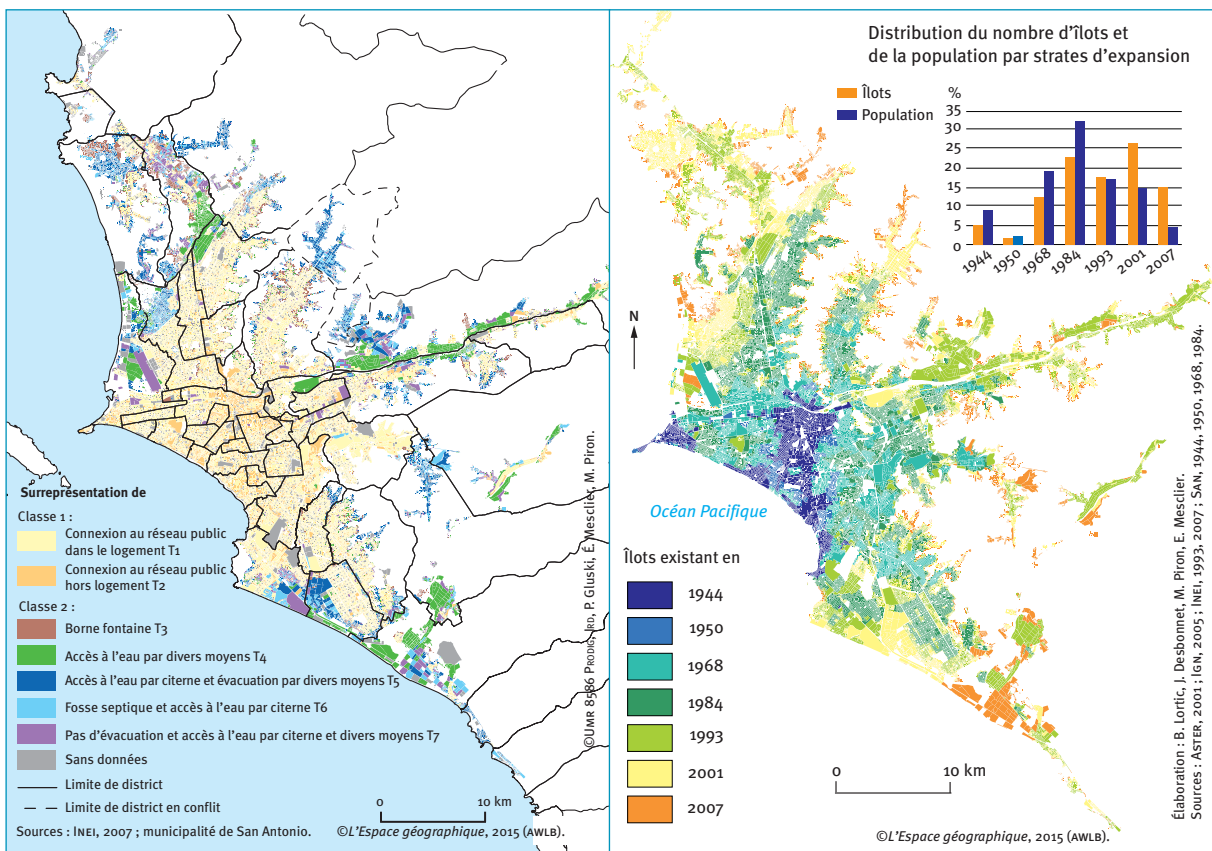 Surreprésentation de
Classe 1 :
Connexion au réseau public
dans le logement T1
Connexion au réseau public
hors logement T2
Classe 2 :
Borne fontaine T3
Accès à l'eau par divers moyens T4
Accès à l'eau par citerne et évacuation par divers moyens T5
Fosse septique et accès à l'eau par citerne T6
Pas d'évacuation et accès à l'eau par citerne et divers moyens T7
Sans données
Limite de district
Limite de district en conflit
0 10 km
Sources : INEI, 2007 ; municipalité de San Antonio.
©L'Espace géographique, 2015 (AWLB).
©UMR 8586 PRODIG, IRD, P. Gluski, É. Mesclier, M. Piron.
Distribution du nombre d'îlots et
de la population par strates d'expansion
Îlots
Population
%
35
30
25
20
15
10
5
0
1944
1950
1968
1984
1993
2001
2007
N
Océan Pacifique
Îlots existant en
1944
1950
1968
1984
1993
2001
2007
0 10 km
©L'Espace géographique, 2015 (AWLB).
Élaboration : B. Lortic, J. Desbonnet, M. Piron, E. Mesclier.
Sources : ASTER, 2001 ; IGN, 2005 ; INEI, 1993, 2007 ; SAN, 1944, 1950, 1968, 1984.